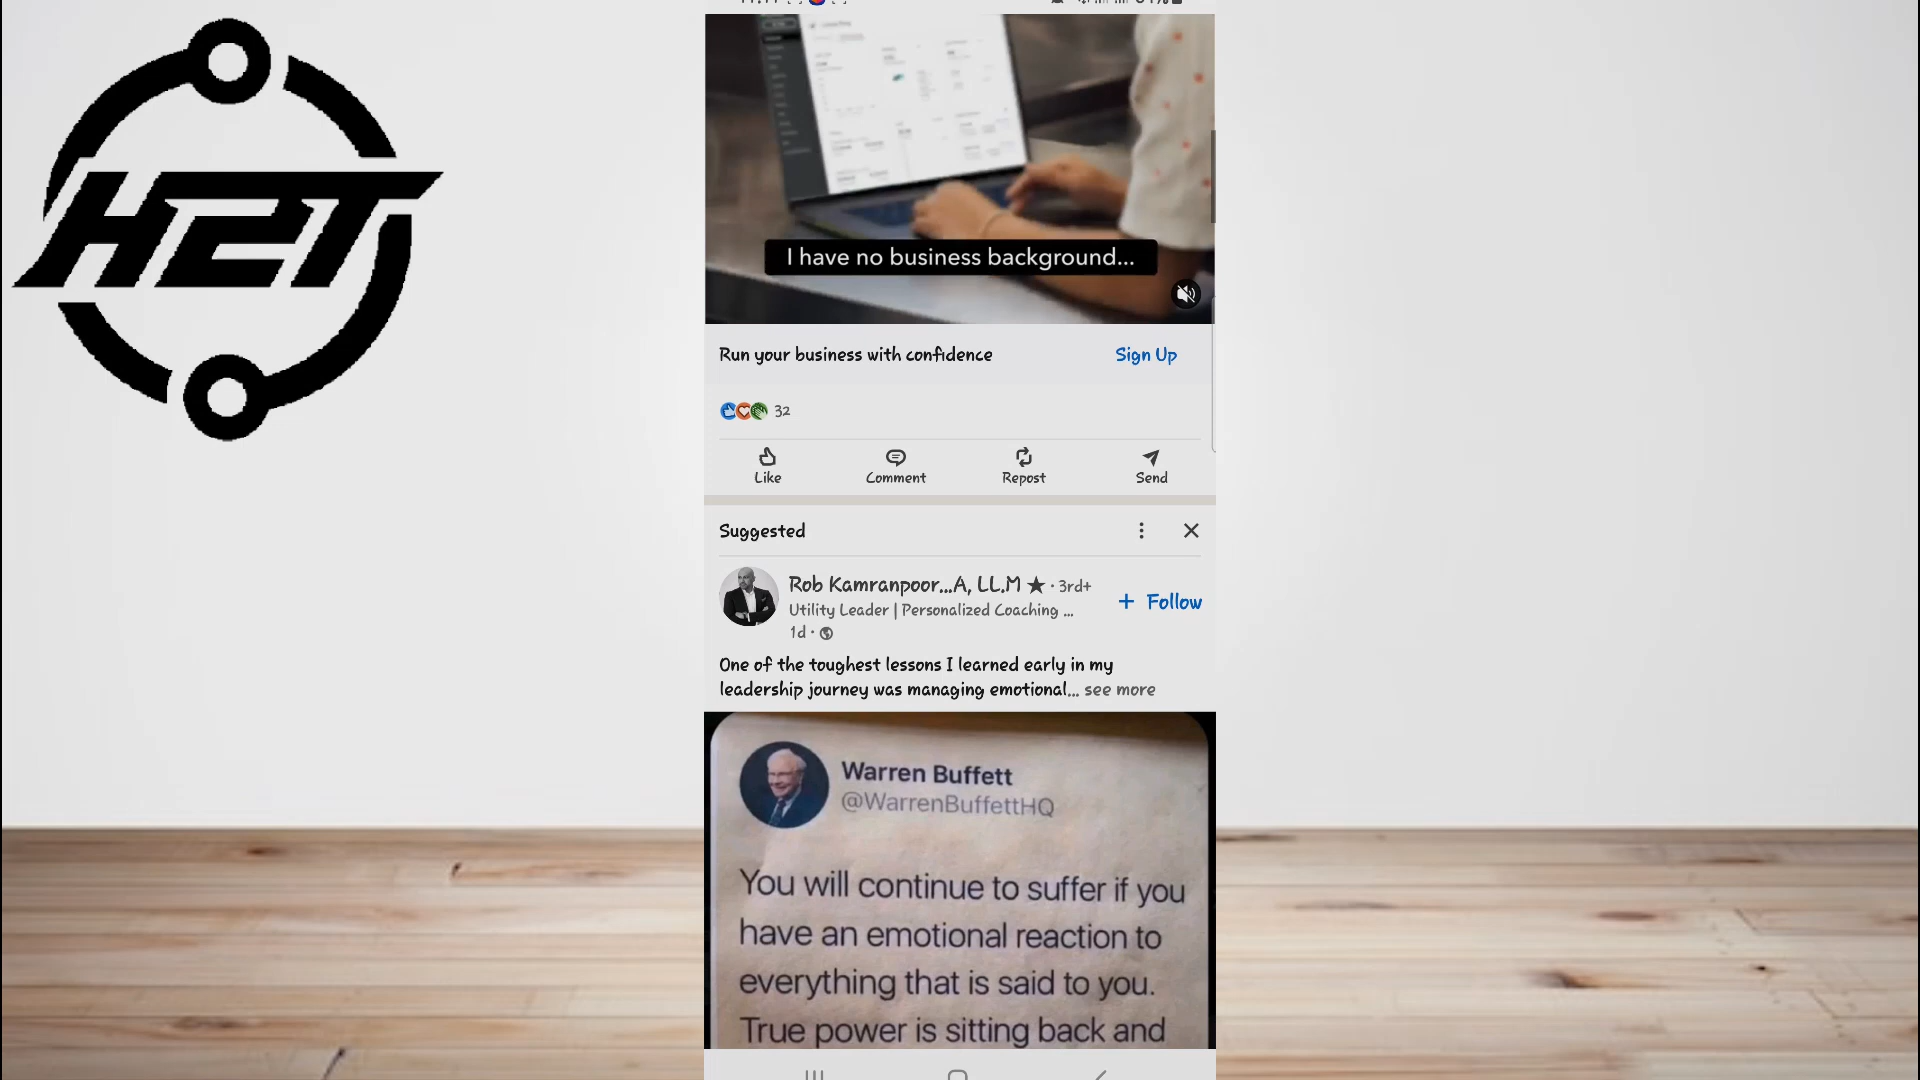 H2T
I have no business background...
Run your business with confidence
Sign Up
32
Like
Comment
Repost
Send
Suggested
Rob Kamranpoor...A, LL.M ★ · 3rd+
Utility Leader | Personalized Coaching ...
+ Follow
1d ·
One of the toughest lessons I learned early in my
leadership journey was managing emotional... see more
Warren Buffett
@WarrenBuffettHQ
You will continue to suffer if you
have an emotional reaction to
everything that is said to you.
True power is sitting back and